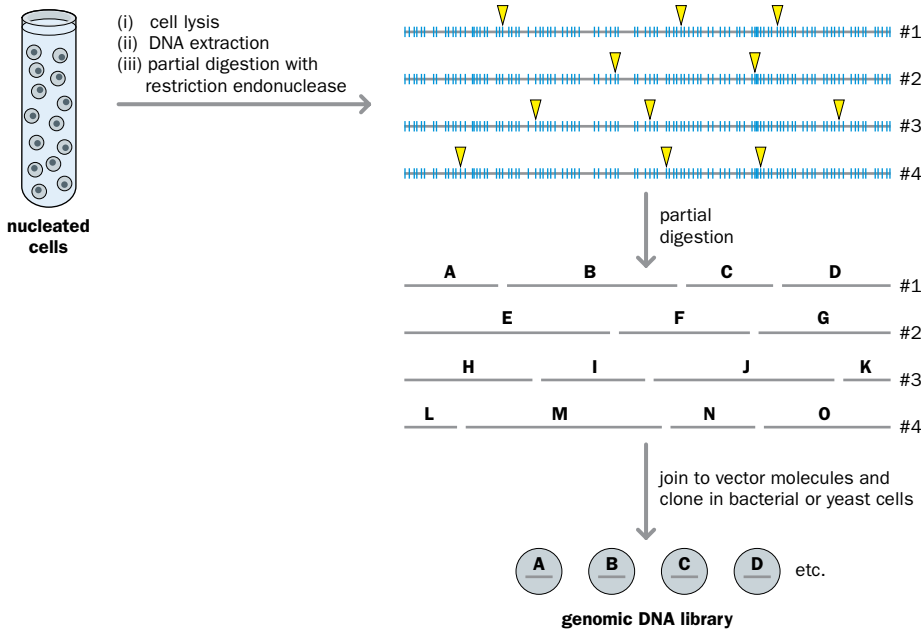 (i) cell lysis
(ii) DNA extraction
(iii) partial digestion with
restriction endonuclease
nucleated
cells
#1
#2
#3
#4
partial
digestion
A B C D #1
E F G #2
H I J K #3
L M N O #4
join to vector molecules and
clone in bacterial or yeast cells
A B C D etc.
genomic DNA library